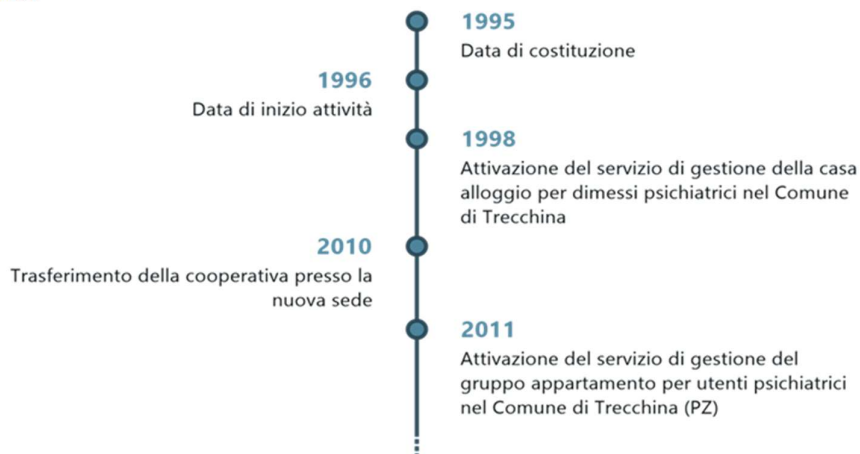 1995
Data di costituzione
1996
Data di inizio attività
1998
Attivazione del servizio di gestione della casa
alloggio per dimessi psichiatrici nel Comune
di Trecchina
2010
Trasferimento della cooperativa presso la
nuova sede
2011
Attivazione del servizio di gestione del
gruppo appartamento per utenti psichiatrici
nel Comune di Trecchina (PZ)